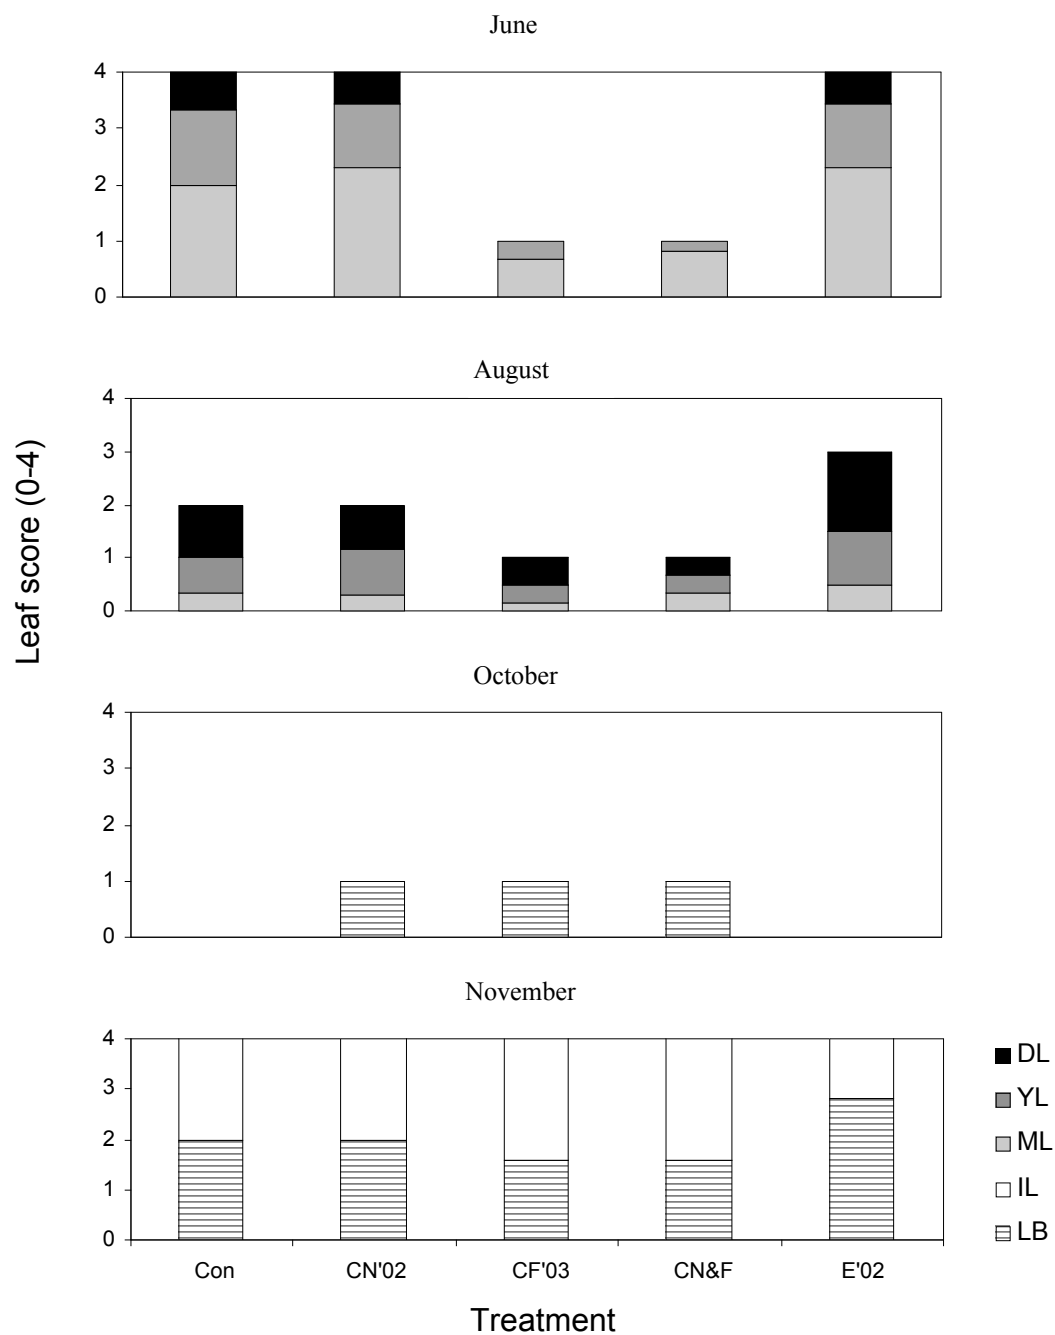 June
4
3
2
1
0
August
4
3
2
1
0
Leaf score (0-4)
October
4
3
2
1
0
November
4
3
2
1
0
DL
YL
ML
IL
LB
Con CN'02 CF'03 CN&F E'02
Treatment